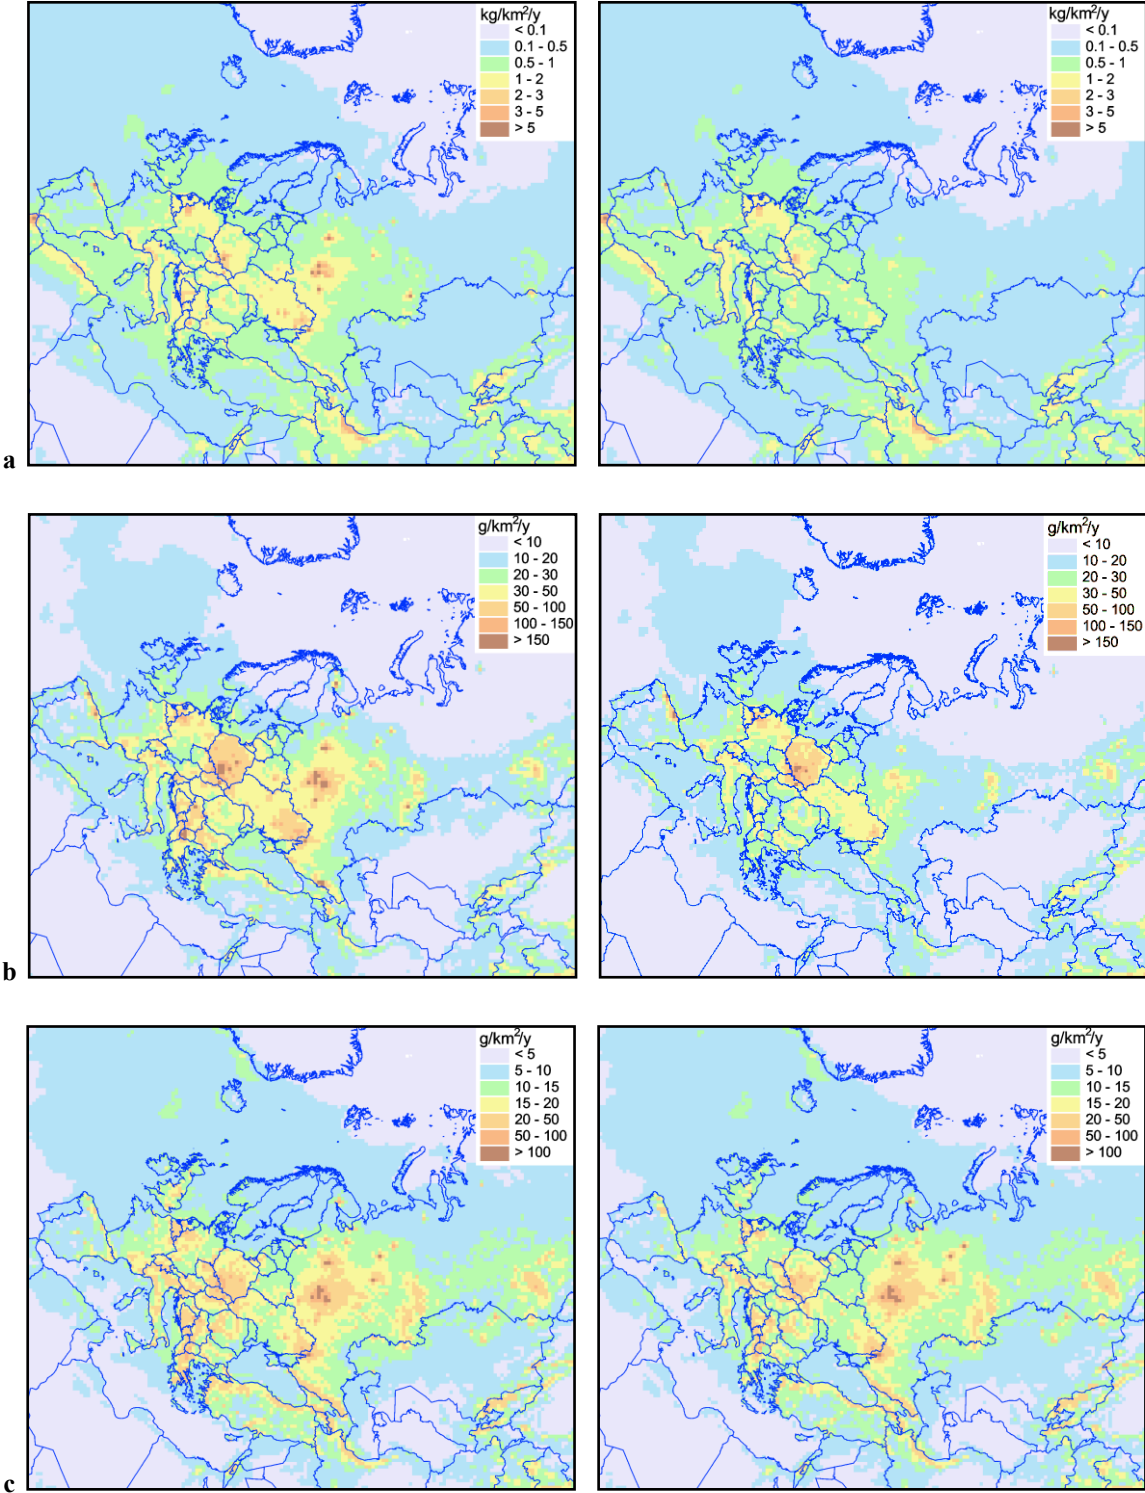 kg/km²/y
< 0.1
0.1 - 0.5
0.5 - 1
1 - 2
2 - 3
3 - 5
> 5
kg/km²/y
< 0.1
0.1 - 0.5
0.5 - 1
1 - 2
2 - 3
3 - 5
> 5
a
g/km²/y
< 10
10 - 20
20 - 30
30 - 50
50 - 100
100 - 150
> 150
g/km²/y
< 10
10 - 20
20 - 30
30 - 50
50 - 100
100 - 150
> 150
b
g/km²/y
< 5
5 - 10
10 - 15
15 - 20
20 - 50
50 - 100
> 100
g/km²/y
< 5
5 - 10
10 - 15
15 - 20
20 - 50
50 - 100
> 100
c